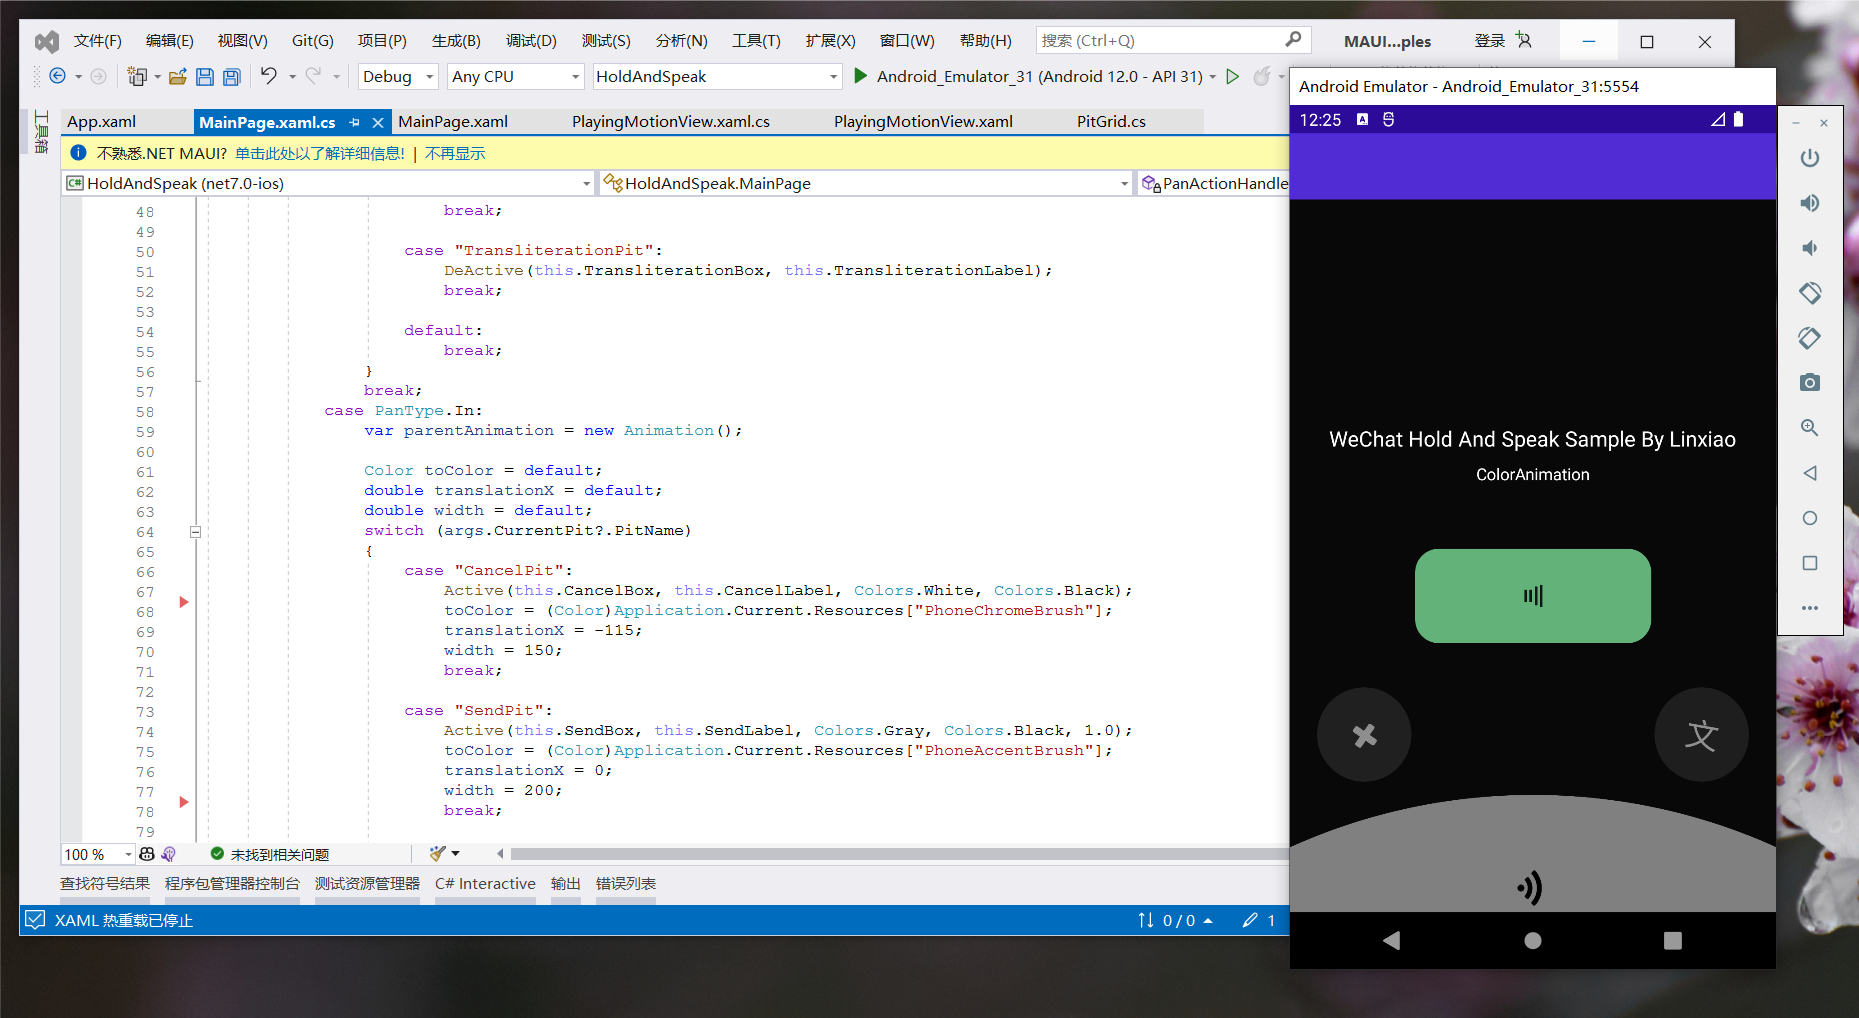 文件(F) 编辑(E) 视图(V) Git(G) 项目(P) 生成(B) 调试(D) 测试(S) 分析(N) 工具(T) 扩展(X) 窗口(W) 帮助(H) 搜索 (Ctrl+Q) MAUI...ples 登录
Debug Any CPU HoldAndSpeak Android_Emulator_31 (Android 12.0 - API 31)
工具箱
App.xaml MainPage.xaml.cs MainPage.xaml PlayingMotionView.xaml.cs PlayingMotionView.xaml PitGrid.cs
不熟悉.NET MAUI? 单击此处以了解详细信息! | 不再显示
C# HoldAndSpeak (net7.0-ios) HoldAndSpeak.MainPage PanActionHandle
48 break;
49
50 case "TransliterationPit":
51 DeActive(this.TransliterationBox, this.TransliterationLabel);
52 break;
53
54 default:
55 break;
56 }
57 break;
58 case PanType.In:
59 var parentAnimation = new Animation();
60
61 Color toColor = default;
62 double translationX = default;
63 double width = default;
64 switch (args.CurrentPit?.PitName)
65 {
66 case "CancelPit":
67 Active(this.CancelBox, this.CancelLabel, Colors.White, Colors.Black);
68 toColor = (Color)Application.Current.Resources["PhoneChromeBrush"];
69 translationX = -115;
70 width = 150;
71 break;
72
73 case "SendPit":
74 Active(this.SendBox, this.SendLabel, Colors.Gray, Colors.Black, 1.0);
75 toColor = (Color)Application.Current.Resources["PhoneAccentBrush"];
76 translationX = 0;
77 width = 200;
78 break;
79
100 % 未找到相关问题
查找符号结果 程序包管理器控制台 测试资源管理器 C# Interactive 输出 错误列表
XAML 热重载已停止 0 / 0 1
Android Emulator - Android_Emulator_31:5554
12:25 A
WeChat Hold And Speak Sample By Linxiao
ColorAnimation
文